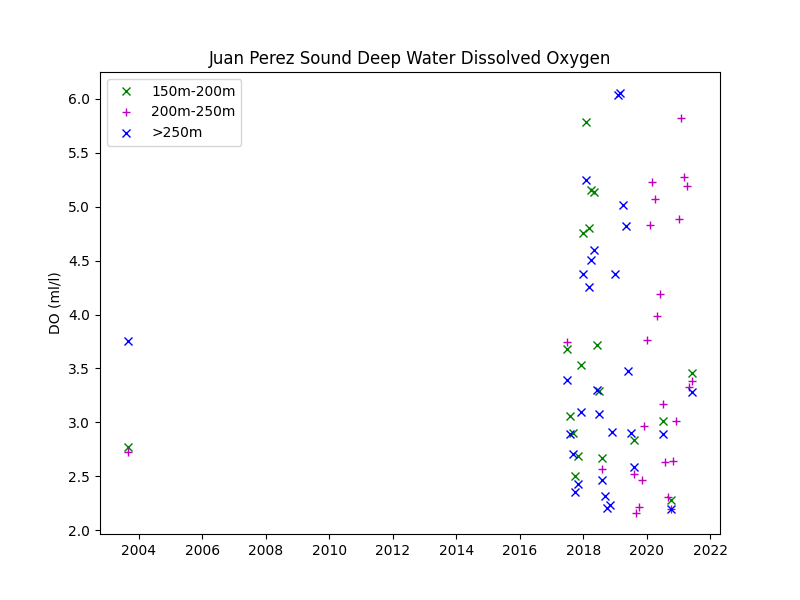 Juan Perez Sound Deep Water Dissolved Oxygen
150m-200m
200m-250m
>250m
DO (ml/l)
6.0
5.5
5.0
4.5
4.0
3.5
3.0
2.5
2.0
2004 2006 2008 2010 2012 2014 2016 2018 2020 2022